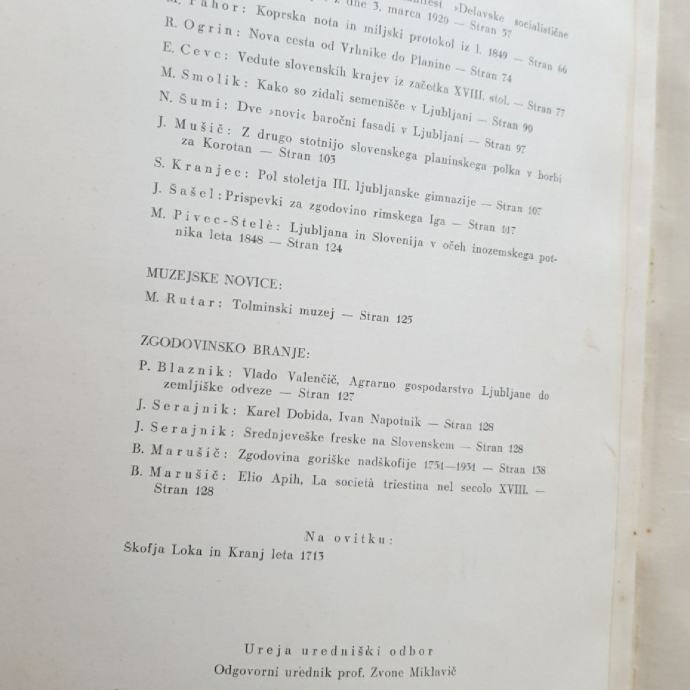 »Delavske socialistične
dne 3. marca 1920 — Stran 57
Pahor: Koprska nota in miljski protokol iz l. 1849 — Stran 66
R. Ogrin: Nova cesta od Vrhnike do Planine — Stran 74
E. Cevc: Vedute slovenskih krajev iz začetka XVIII. stol. — Stran 77
M. Smolik: Kako so zidali semenišče v Ljubljani — Stran 90
N. Šumi: Dve »novi« baročni fasadi v Ljubljani — Stran 97
J. Mušič: Z drugo stotnijo slovenskega planinskega polka v borbi
za Korotan — Stran 103
S. Kranjec: Pol stoletja III. ljubljanske gimnazije — Stran 107
J. Šašel: Prispevki za zgodovino rimskega Iga — Stran 117
M. Pivec-Stelè: Ljubljana in Slovenija v očeh inozemskega pot-
nika leta 1848 — Stran 124
MUZEJSKE NOVICE:
M. Rutar: Tolminski muzej — Stran 125
ZGODOVINSKO BRANJE:
P. Blaznik: Vlado Valenčič, Agrarno gospodarstvo Ljubljane do
zemljiške odveze — Stran 127
J. Serajnik: Karel Dobida, Ivan Napotnik — Stran 128
J. Serajnik: Srednjeveške freske na Slovenskem — Stran 128
B. Marušič: Zgodovina goriške nadškofije 1751—1951 — Stran 138
B. Marušič: Elio Apih, La società triestina nel secolo XVIII. —
Stran 128
Na ovitku:
Škofja Loka in Kranj leta 1713
Ureja uredniški odbor
Odgovorni urednik prof. Zvone Miklavič